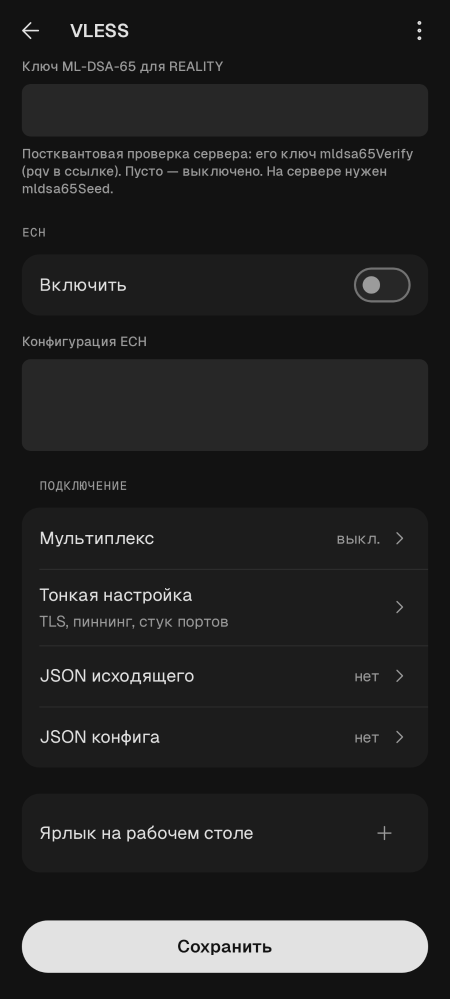 VLESS
Ключ ML-DSA-65 для REALITY
Постквантовая проверка сервера: его ключ mldsa65Verify
(pqv в ссылке). Пусто — выключено. На сервере нужен
mldsa65Seed.
ECH
Включить
Конфигурация ECH
ПОДКЛЮЧЕНИЕ
Мультиплекс выкл.
Тонкая настройка
TLS, пиннинг, стук портов
JSON исходящего нет
JSON конфига нет
Ярлык на рабочем столе
Сохранить